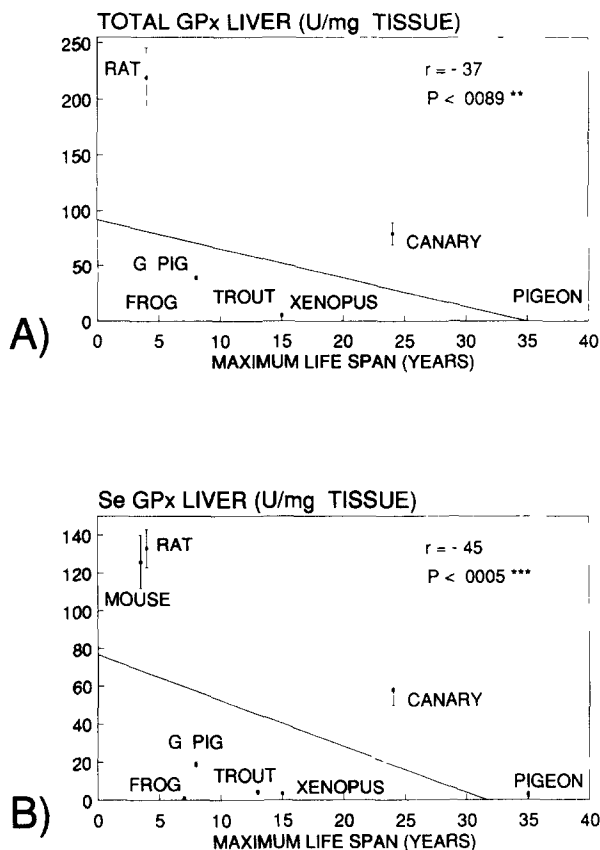 TOTAL GPx LIVER (U/mg TISSUE)
250
200
150
100
50
0
RAT
r = - 37
P < 0089 **
CANARY
G PIG
FROG
TROUT
XENOPUS
PIGEON
A)
0 5 10 15 20 25 30 35 40
MAXIMUM LIFE SPAN (YEARS)
Se GPx LIVER (U/mg TISSUE)
140
120
100
80
60
40
20
0
RAT
MOUSE
r = - 45
P < 0005 ***
CANARY
G PIG
FROG
TROUT
XENOPUS
PIGEON
B)
0 5 10 15 20 25 30 35 40
MAXIMUM LIFE SPAN (YEARS)